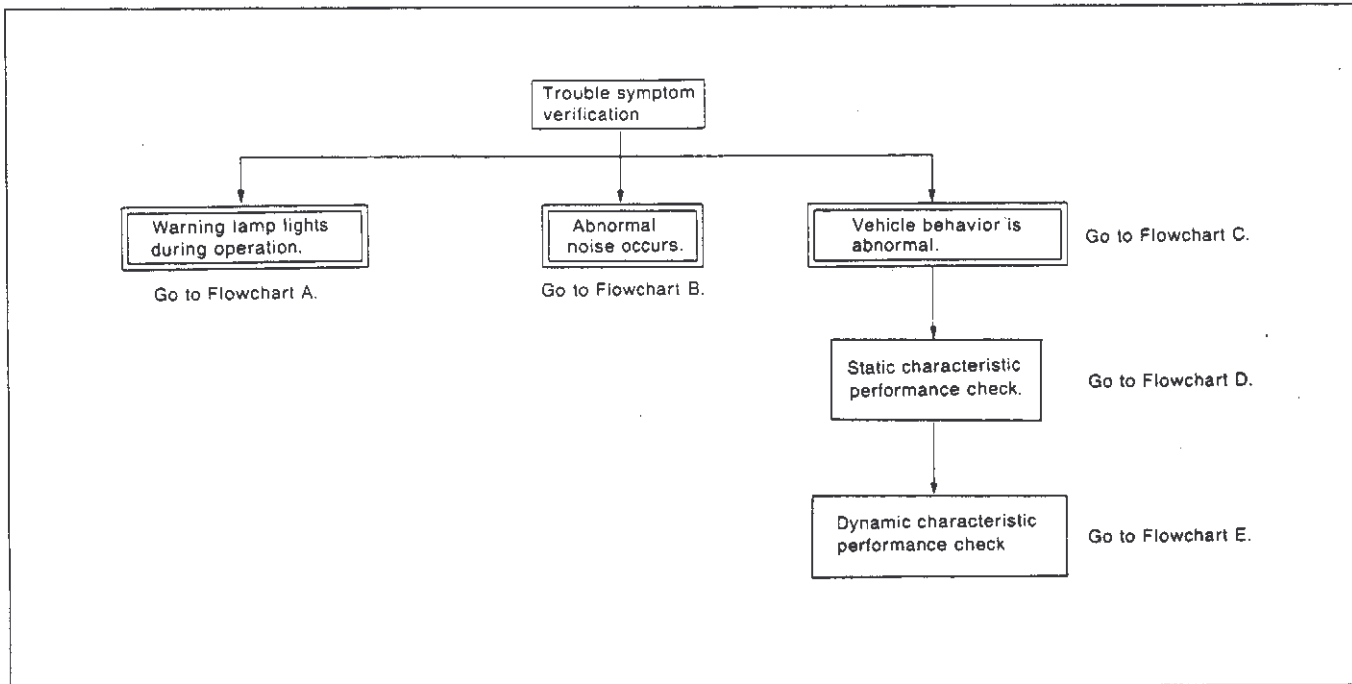 Trouble symptom
verification
Warning lamp lights
during operation.
Go to Flowchart A.
Abnormal
noise occurs.
Go to Flowchart B.
Vehicle behavior is
abnormal.
Go to Flowchart C.
Static characteristic
performance check.
Go to Flowchart D.
Dynamic characteristic
performance check
Go to Flowchart E.